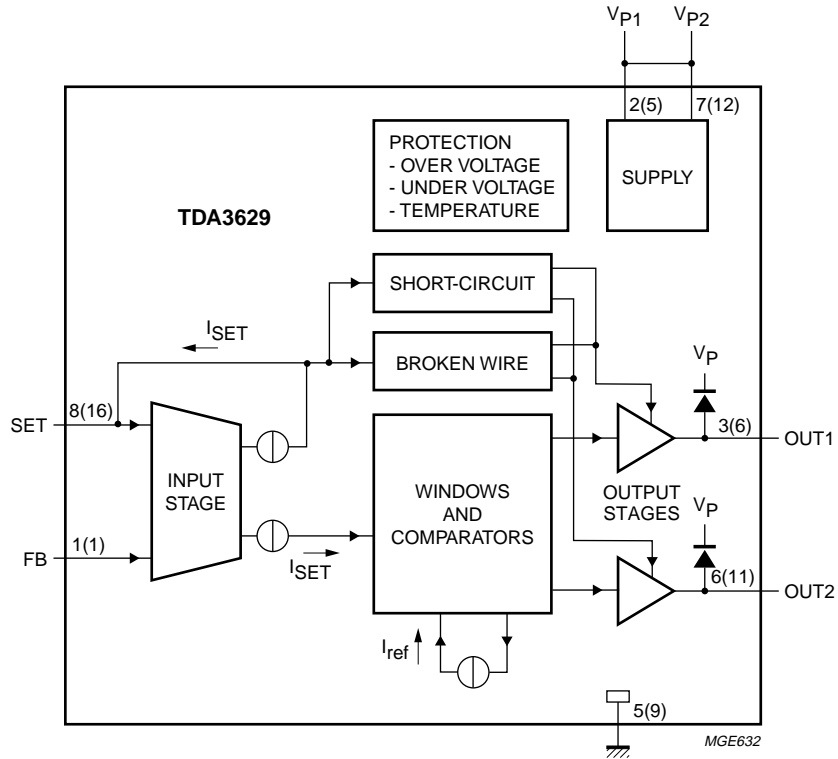 VP1 VP2
2(5) 7(12)
PROTECTION
- OVER VOLTAGE
- UNDER VOLTAGE
- TEMPERATURE
SUPPLY
TDA3629
SHORT-CIRCUIT
ISET
BROKEN WIRE
VP
SET 8(16)
3(6) OUT1
INPUT
STAGE
WINDOWS
AND
COMPARATORS
OUTPUT
STAGES
VP
FB 1(1)
ISET
6(11) OUT2
Iref
5(9)
MGE632